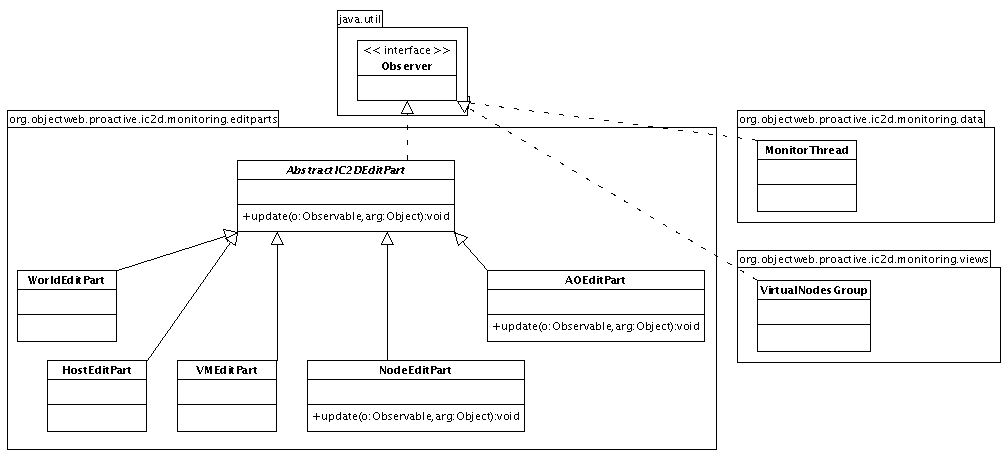 java.util
<< interface >>
Observer
org.objectweb.proactive.ic2d.monitoring.editparts
AbstractIC2DEditPart
+update(o:Observable,arg:Object):void
WorldEditPart
AOEditPart
+update(o:Observable,arg:Object):void
HostEditPart
VMEditPart
NodeEditPart
+update(o:Observable,arg:Object):void
org.objectweb.proactive.ic2d.monitoring.data
MonitorThread
org.objectweb.proactive.ic2d.monitoring.views
VirtualNodesGroup